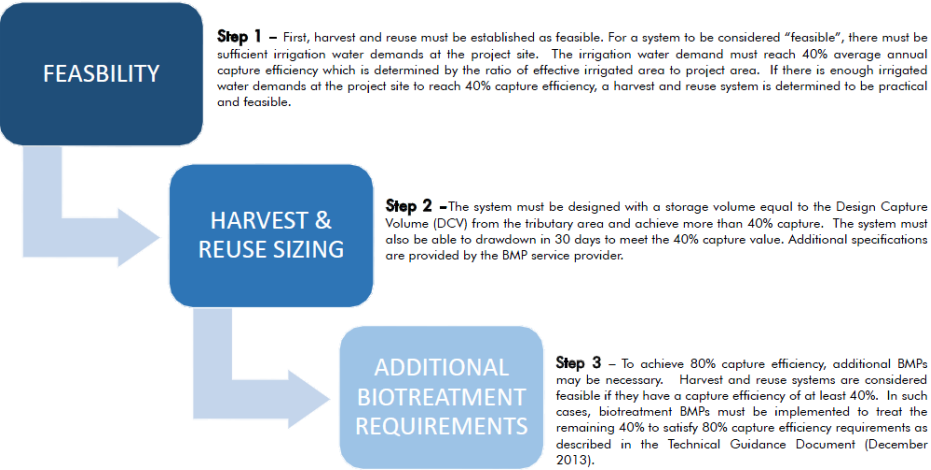 FEASBILITY
Step 1 – First, harvest and reuse must be established as feasible. For a system to be considered “feasible”, there must be
sufficient irrigation water demands at the project site. The irrigation water demand must reach 40% average annual
capture efficiency which is determined by the ratio of effective irrigated area to project area. If there is enough irrigated
water demands at the project site to reach 40% capture efficiency, a harvest and reuse system is determined to be practical
and feasible.
HARVEST &
REUSE SIZING
Step 2 –The system must be designed with a storage volume equal to the Design Capture
Volume (DCV) from the tributary area and achieve more than 40% capture. The system must
also be able to drawdown in 30 days to meet the 40% capture value. Additional specifications
are provided by the BMP service provider.
ADDITIONAL
BIOTREATMENT
REQUIREMENTS
Step 3 – To achieve 80% capture efficiency, additional BMPs
may be necessary. Harvest and reuse systems are considered
feasible if they have a capture efficiency of at least 40%. In such
cases, biotreatment BMPs must be implemented to treat the
remaining 40% to satisfy 80% capture efficiency requirements as
described in the Technical Guidance Document (December
2013).